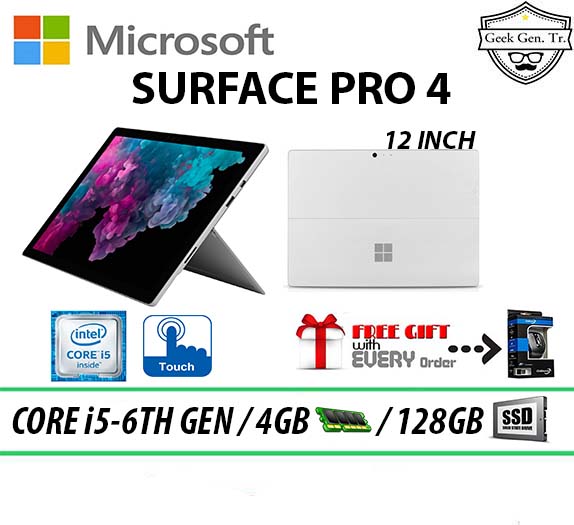 Microsoft
Geek Gen. Tr.
SURFACE PRO 4
12 INCH
intel
CORE i5
inside
Touch
FREE GIFT
with
EVERY Order
CORE i5-6TH GEN / 4GB / 128GB SSD